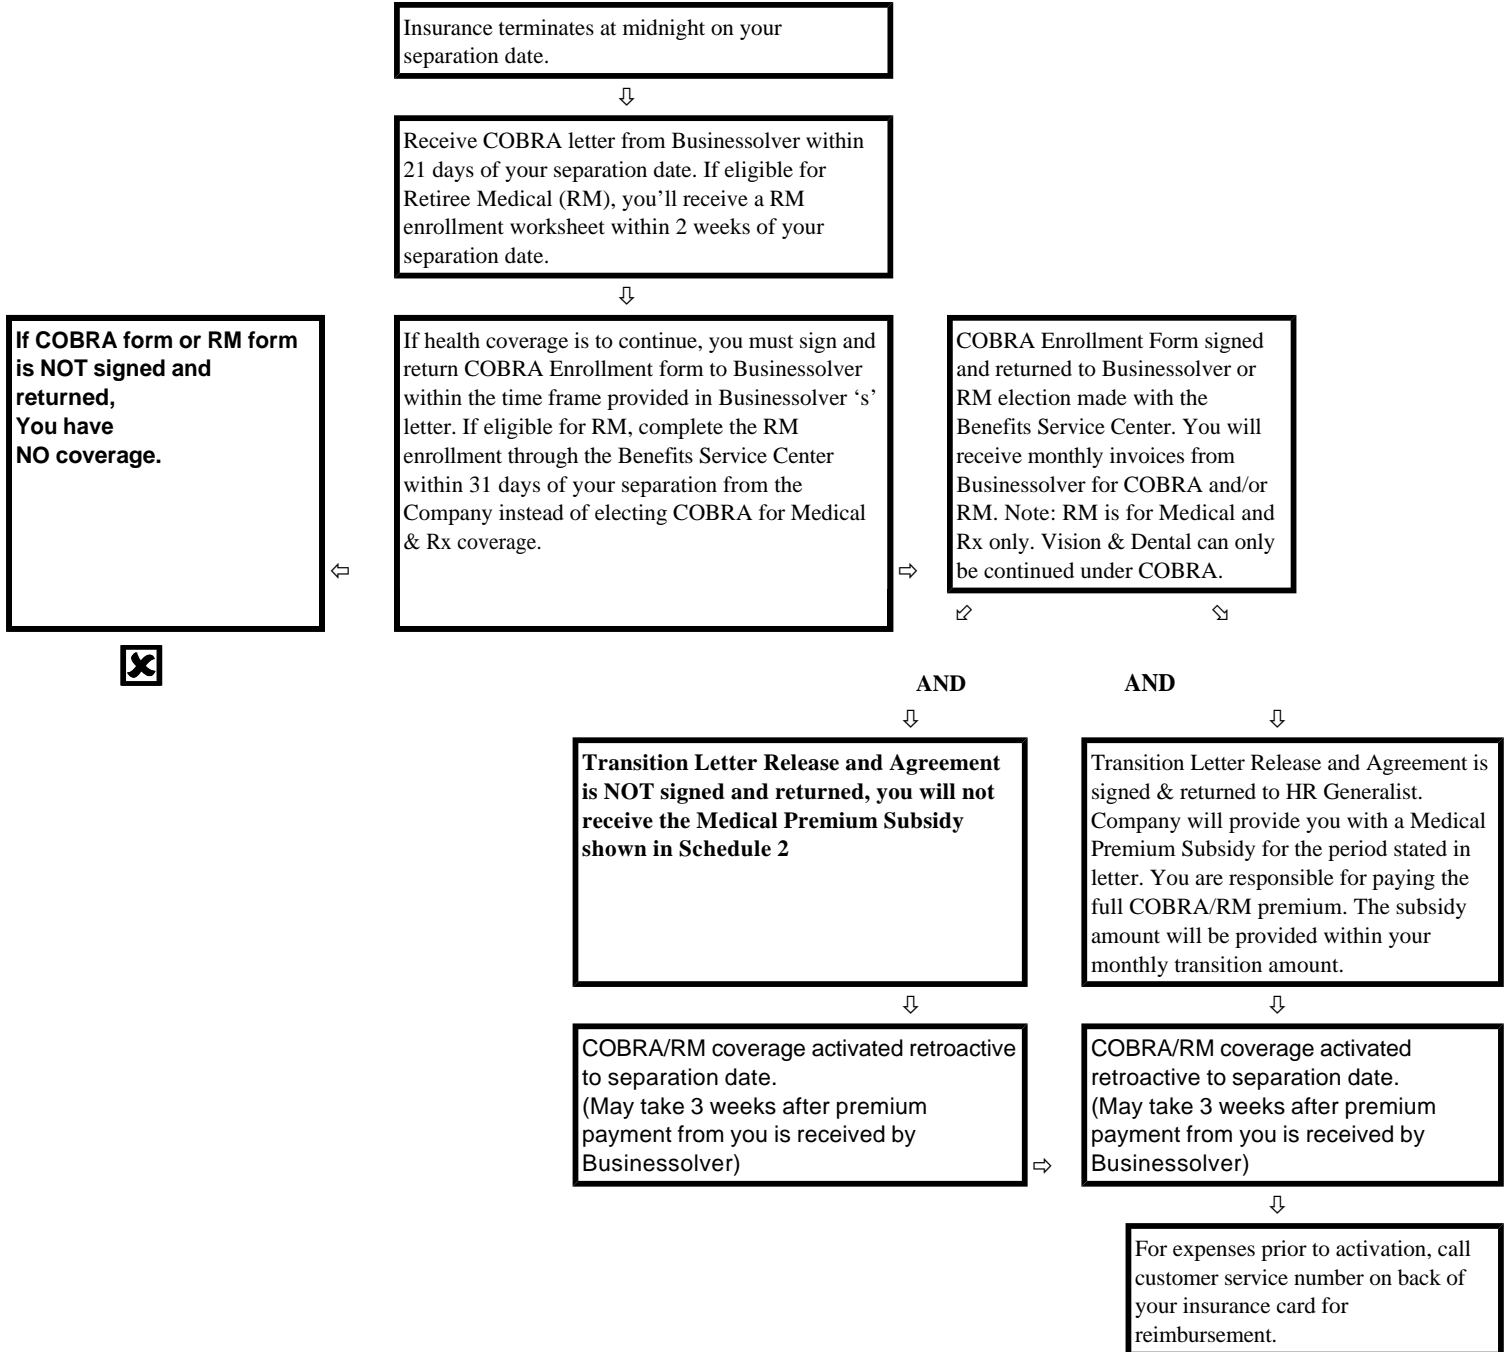 Insurance terminates at midnight on your
separation date.
⇩
Receive COBRA letter from Businessolver within
21 days of your separation date. If eligible for
Retiree Medical (RM), you’ll receive a RM
enrollment worksheet within 2 weeks of your
separation date.
⇩
If COBRA form or RM form
is NOT signed and
returned,
You have
NO coverage.
⇦
If health coverage is to continue, you must sign and
return COBRA Enrollment form to Businessolver
within the time frame provided in Businessolver ‘s’
letter. If eligible for RM, complete the RM
enrollment through the Benefits Service Center
within 31 days of your separation from the
Company instead of electing COBRA for Medical
& Rx coverage.
⇨
COBRA Enrollment Form signed
and returned to Businessolver or
RM election made with the
Benefits Service Center. You will
receive monthly invoices from
Businessolver for COBRA and/or
RM. Note: RM is for Medical and
Rx only. Vision & Dental can only
be continued under COBRA.
AND
⇩
Transition Letter Release and Agreement
is NOT signed and returned, you will not
receive the Medical Premium Subsidy
shown in Schedule 2
⇩
COBRA/RM coverage activated retroactive
to separation date.
(May take 3 weeks after premium
payment from you is received by
Businessolver)
⇨
AND
⇩
Transition Letter Release and Agreement is
signed & returned to HR Generalist.
Company will provide you with a Medical
Premium Subsidy for the period stated in
letter. You are responsible for paying the
full COBRA/RM premium. The subsidy
amount will be provided within your
monthly transition amount.
⇩
COBRA/RM coverage activated
retroactive to separation date.
(May take 3 weeks after premium
payment from you is received by
Businessolver)
⇩
For expenses prior to activation, call
customer service number on back of
your insurance card for
reimbursement.